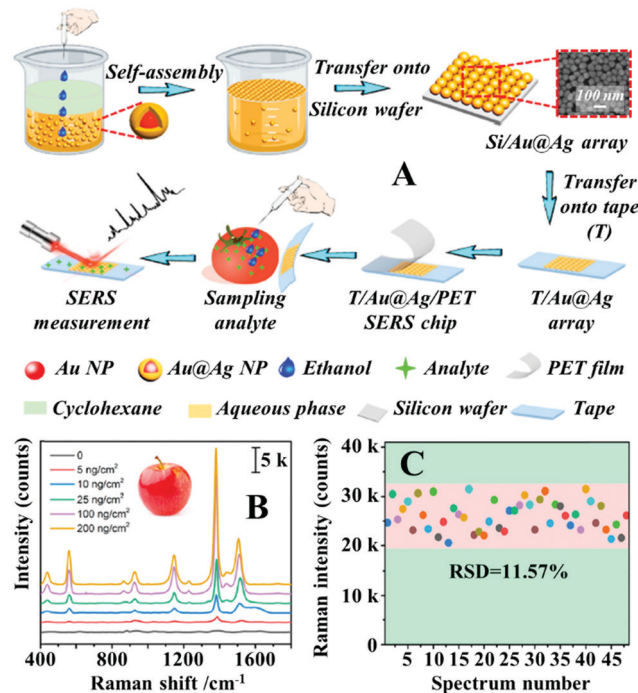 Self-assembly
Transfer onto
Silicon wafer
100 nm
Si/Au@Ag array
A
Transfer
onto tape
(T)
SERS
measurement
Sampling
analyte
T/Au@Ag/PET
SERS chip
T/Au@Ag
array
Au NP
Au@Ag NP
Ethanol
Analyte
PET film
Cyclohexane
Aqueous phase
Silicon wafer
Tape
B
0
5 ng/cm²
10 ng/cm²
25 ng/cm²
100 ng/cm²
200 ng/cm²
5 k
Intensity (counts)
400 800 1200 1600
Raman shift /cm⁻¹
C
40 k
30 k
20 k
10 k
0
Raman intensity (counts)
RSD=11.57%
5 10 15 20 25 30 35 40 45
Spectrum number